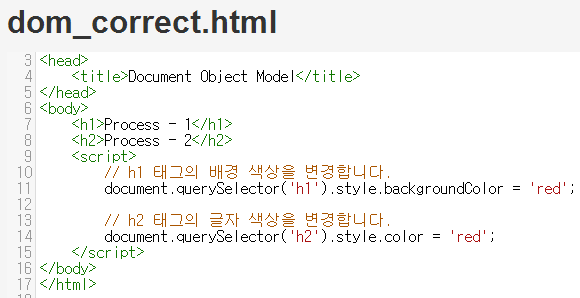 dom_correct.html
3 <head>
4     <title>Document Object Model</title>
5 </head>
6 <body>
7     <h1>Process - 1</h1>
8     <h2>Process - 2</h2>
9     <script>
10         // h1 태그의 배경 색상을 변경합니다.
11         document.querySelector('h1').style.backgroundColor = 'red';
12
13         // h2 태그의 글자 색상을 변경합니다.
14         document.querySelector('h2').style.color = 'red';
15     </script>
16 </body>
17 </html>